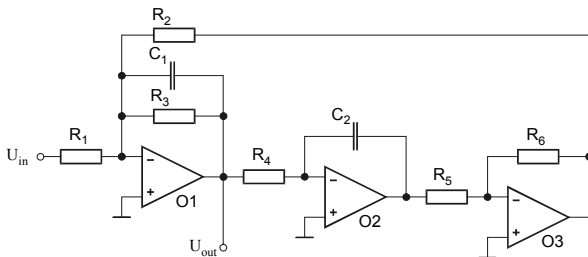 R2
C1
R3
R1
Uin
−
+
O1
Uout
R4
C2
−
+
O2
R5
R6
−
+
O3